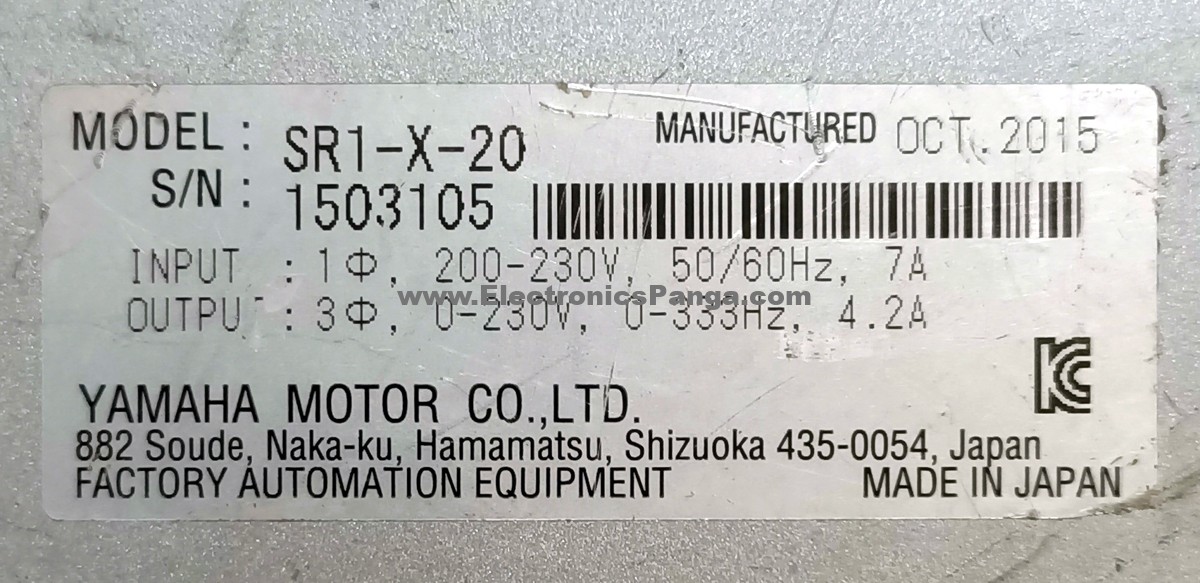 MODEL : SR1-X-20 MANUFACTURED OCT. 2015
S/N : 1503105
INPUT : 1Φ, 200-230V, 50/60Hz, 7A
www.ElectronicsPanga.com
OUTPU : 3Φ, 0-230V, 0-333Hz, 4.2A
YAMAHA MOTOR CO.,LTD.
882 Soude, Naka-ku, Hamamatsu, Shizuoka 435-0054, Japan
FACTORY AUTOMATION EQUIPMENT MADE IN JAPAN